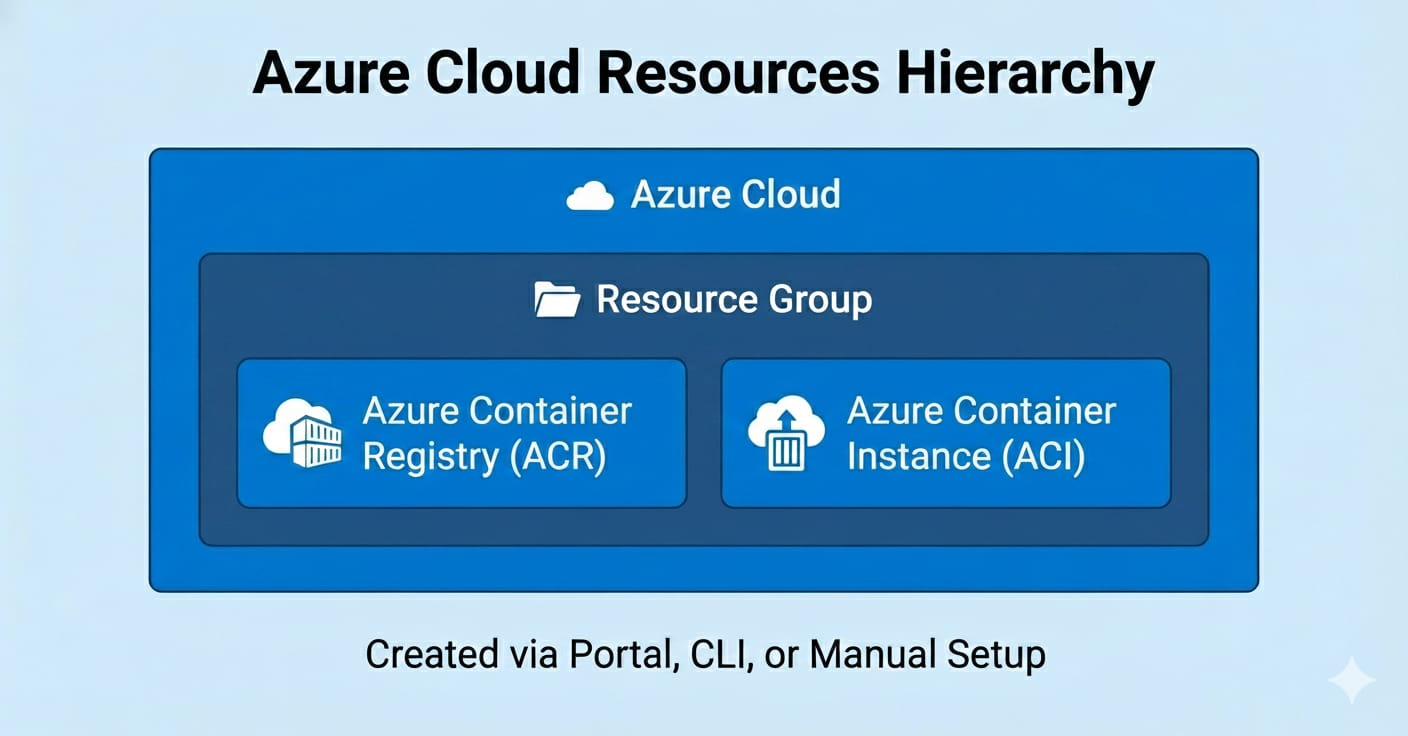 Azure Cloud Resources Hierarchy
Azure Cloud
Resource Group
Azure Container
Registry (ACR)
Azure Container
Instance (ACI)
Created via Portal, CLI, or Manual Setup